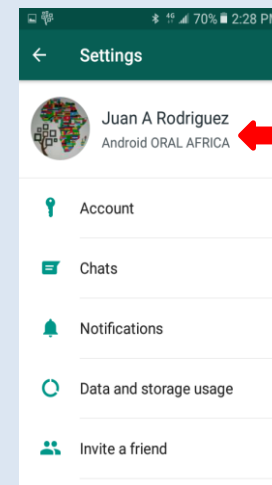 4G 70% 2:28 PM
Settings
Juan A Rodriguez
Android ORAL AFRICA
Account
Chats
Notifications
Data and storage usage
Invite a friend